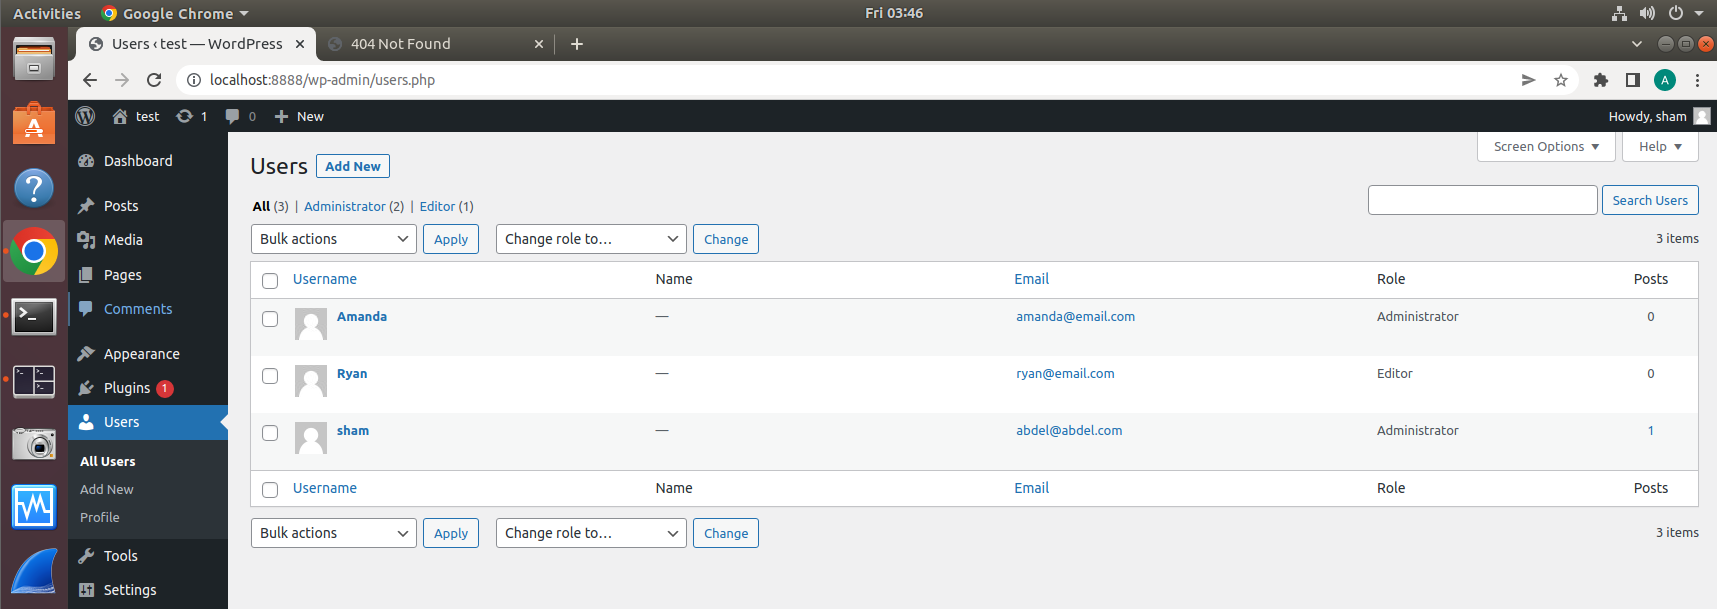 Activities Google Chrome Fri 03:46
Users ‹ test — WordPress 404 Not Found
localhost:8888/wp-admin/users.php A
test 1 0 New Howdy, sham
Dashboard
Posts
Media
Pages
Comments
Appearance
Plugins 1
Users
All Users
Add New
Profile
Tools
Settings
Screen Options Help
Users Add New
All (3) | Administrator (2) | Editor (1)
Search Users
Bulk actions Apply Change role to... Change 3 items
Username Name Email Role Posts
Amanda — amanda@email.com Administrator 0
Ryan — ryan@email.com Editor 0
sham — abdel@abdel.com Administrator 1
Username Name Email Role Posts
Bulk actions Apply Change role to... Change 3 items